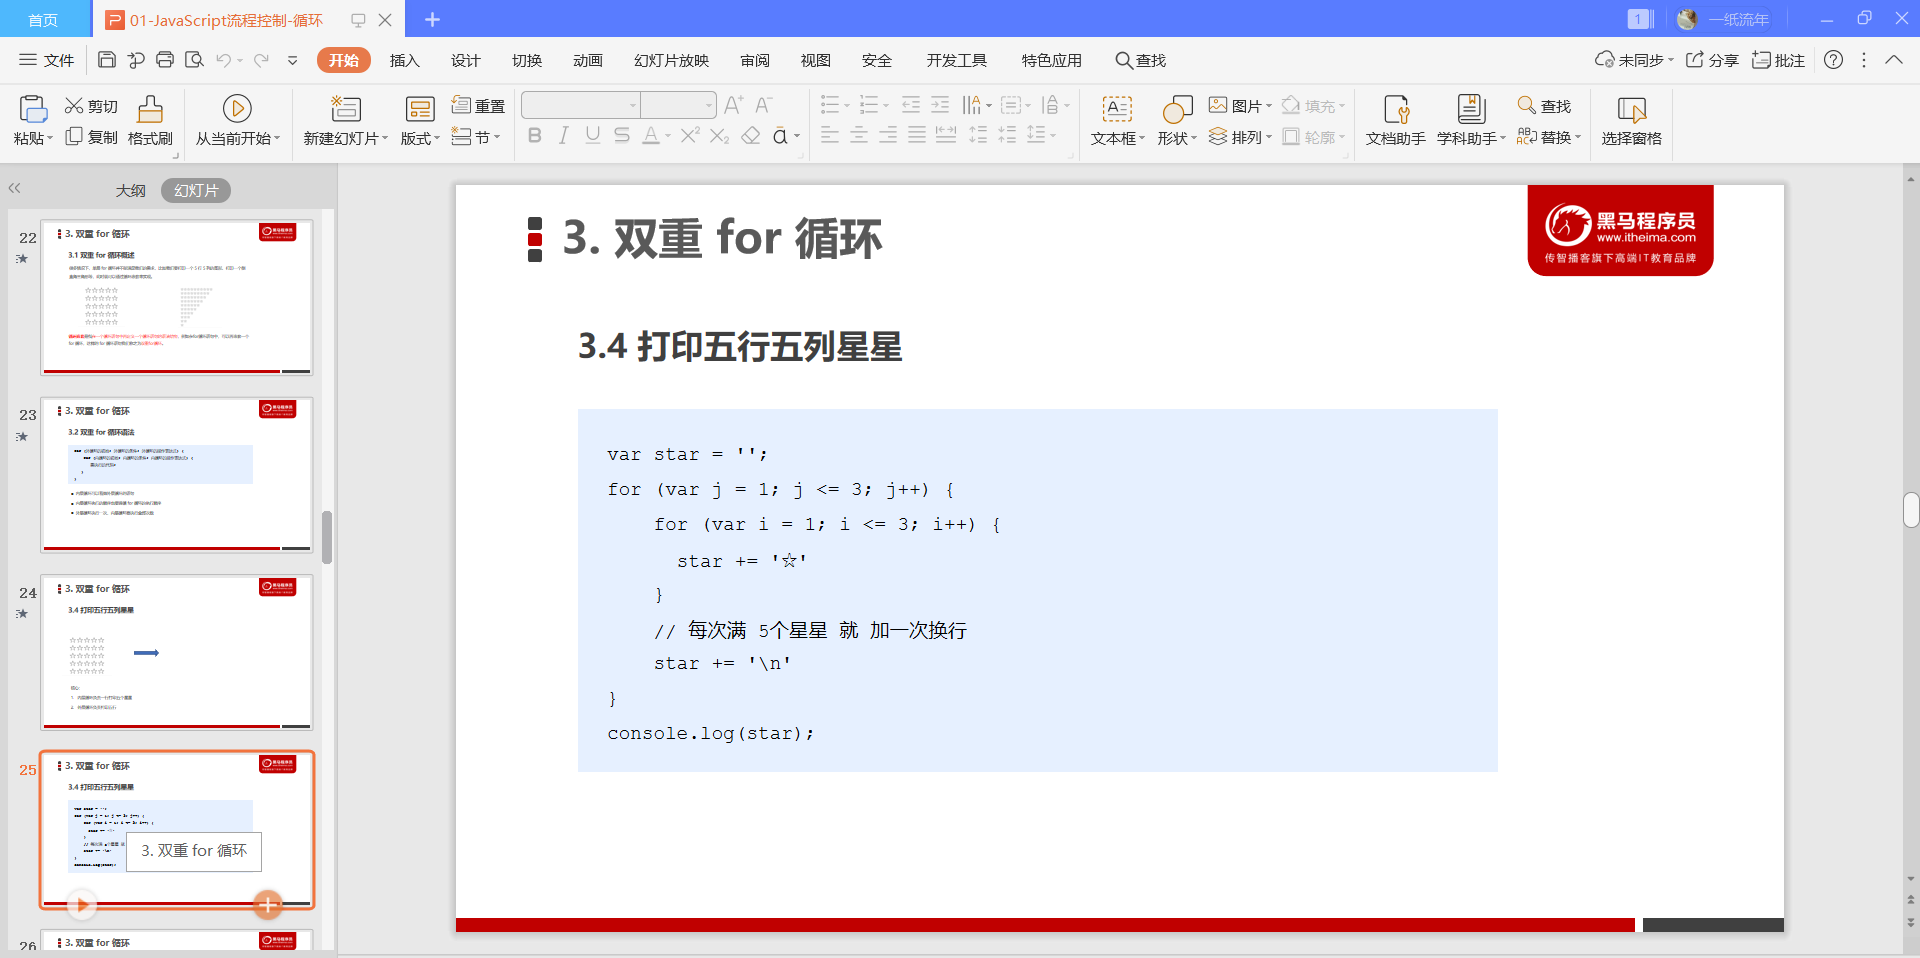 首页
01-JavaScript流程控制-循环
1
一纸流年
文件
开始
插入
设计
切换
动画
幻灯片放映
审阅
视图
安全
开发工具
特色应用
查找
未同步
分享
批注
粘贴
剪切
复制
格式刷
从当前开始
新建幻灯片
版式
重置
节
文本框
形状
图片
排列
填充
轮廓
文档助手
学科助手
查找
替换
选择窗格
大纲
幻灯片
22
3. 双重 for 循环
3.1 双重 for 循环概述
23
3. 双重 for 循环
3.2 双重 for 循环语法
24
3. 双重 for 循环
3.4 打印五行五列星星
25
3. 双重 for 循环
3.4 打印五行五列星星
3. 双重 for 循环
26
3. 双重 for 循环
3. 双重 for 循环
黑马程序员
www.itheima.com
传智播客旗下高端IT教育品牌
3.4 打印五行五列星星
var star = '';
for (var j = 1; j <= 3; j++) {
for (var i = 1; i <= 3; i++) {
star += '☆'
}
// 每次满 5个星星 就 加一次换行
star += '\n'
}
console.log(star);